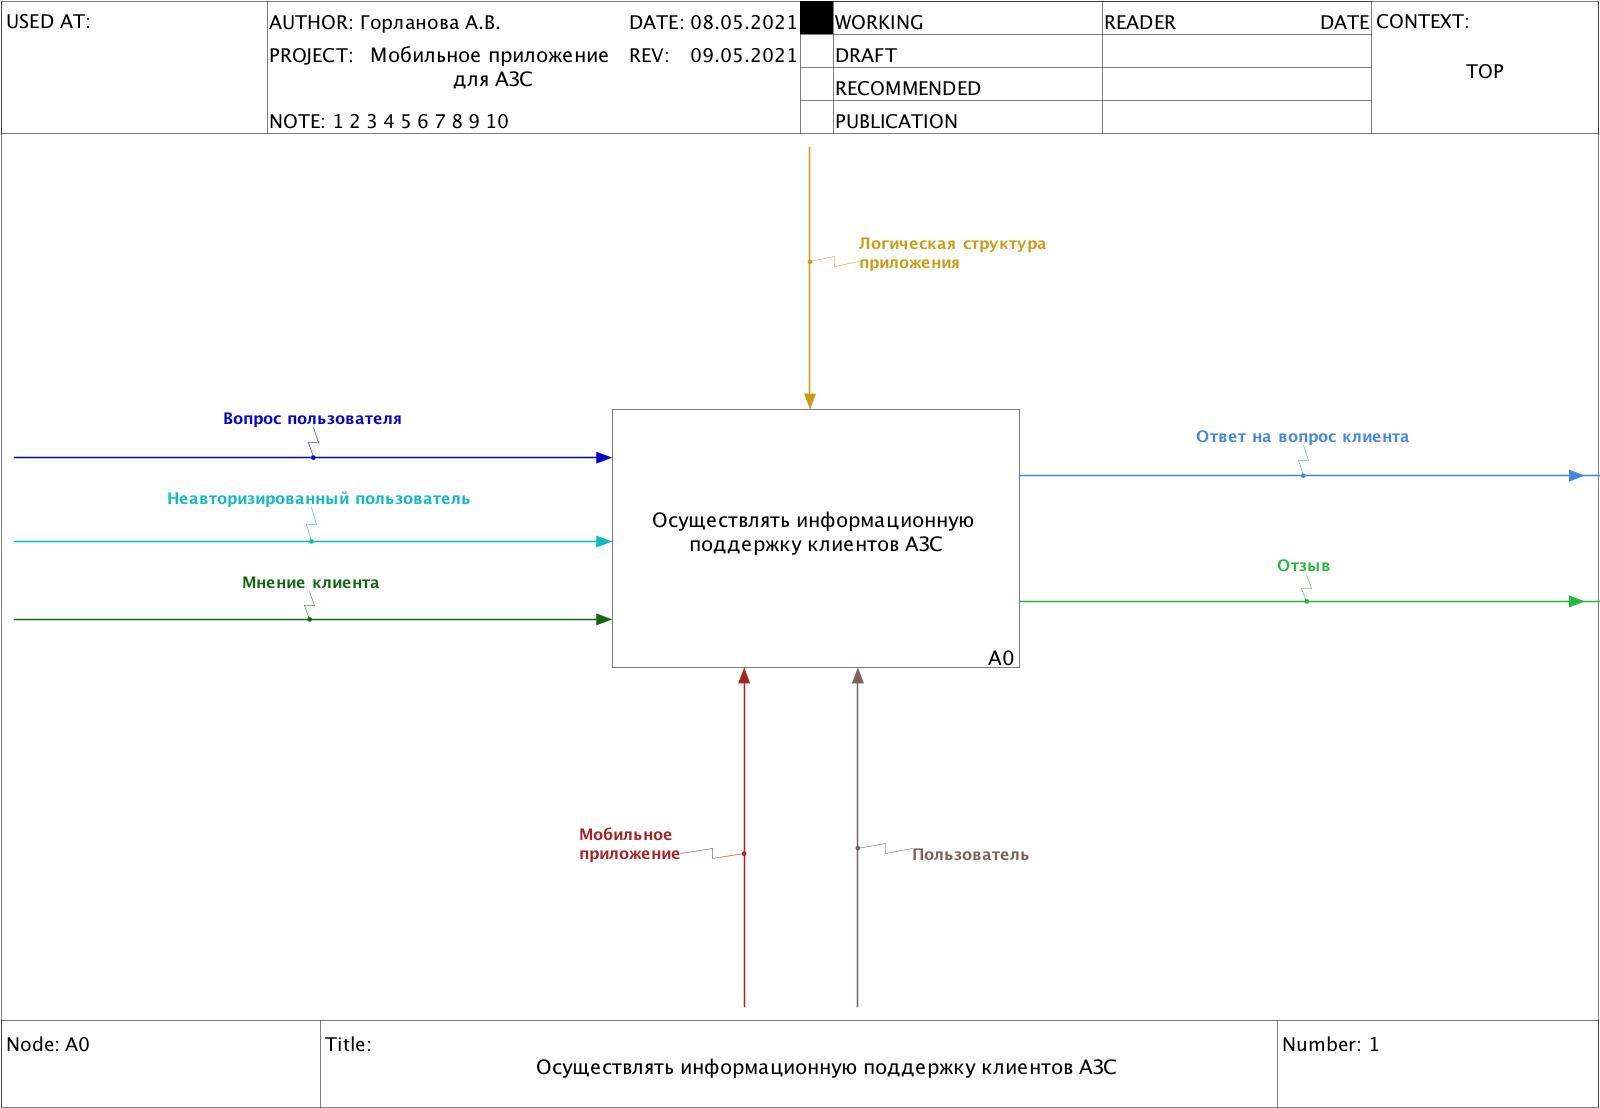 USED AT:
AUTHOR: Горланова А.В.
DATE: 08.05.2021
PROJECT: Мобильное приложение
для АЗС
REV: 09.05.2021
NOTE: 1 2 3 4 5 6 7 8 9 10
WORKING
DRAFT
RECOMMENDED
PUBLICATION
READER DATE
CONTEXT:
TOP
Логическая структура
приложения
Вопрос пользователя
Неавторизированный пользователь
Мнение клиента
Осуществлять информационную
поддержку клиентов АЗС
A0
Ответ на вопрос клиента
Отзыв
Мобильное
приложение
Пользователь
Node: A0
Title:
Осуществлять информационную поддержку клиентов АЗС
Number: 1